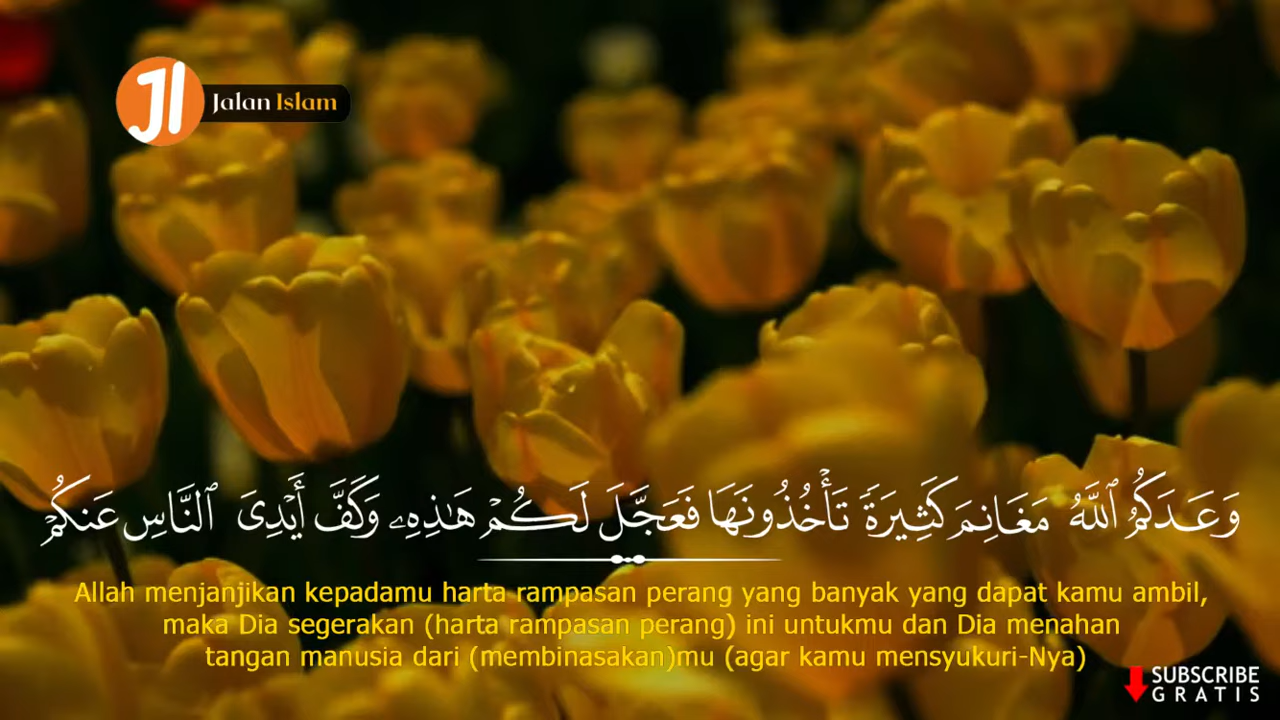 JI Jalan Islam
وَعَدَكُمُ ٱللَّهُ مَغَانِمَ كَثِيرَةً تَأْخُذُونَهَا فَعَجَّلَ لَكُمْ هَـٰذِهِۦ وَكَفَّ أَيْدِىَ ٱلنَّاسِ عَنكُمْ
Allah menjanjikan kepadamu harta rampasan perang yang banyak yang dapat kamu ambil,
maka Dia segerakan (harta rampasan perang) ini untukmu dan Dia menahan
tangan manusia dari (membinasakan)mu (agar kamu mensyukuri-Nya)
SUBSCRIBE
GRATIS